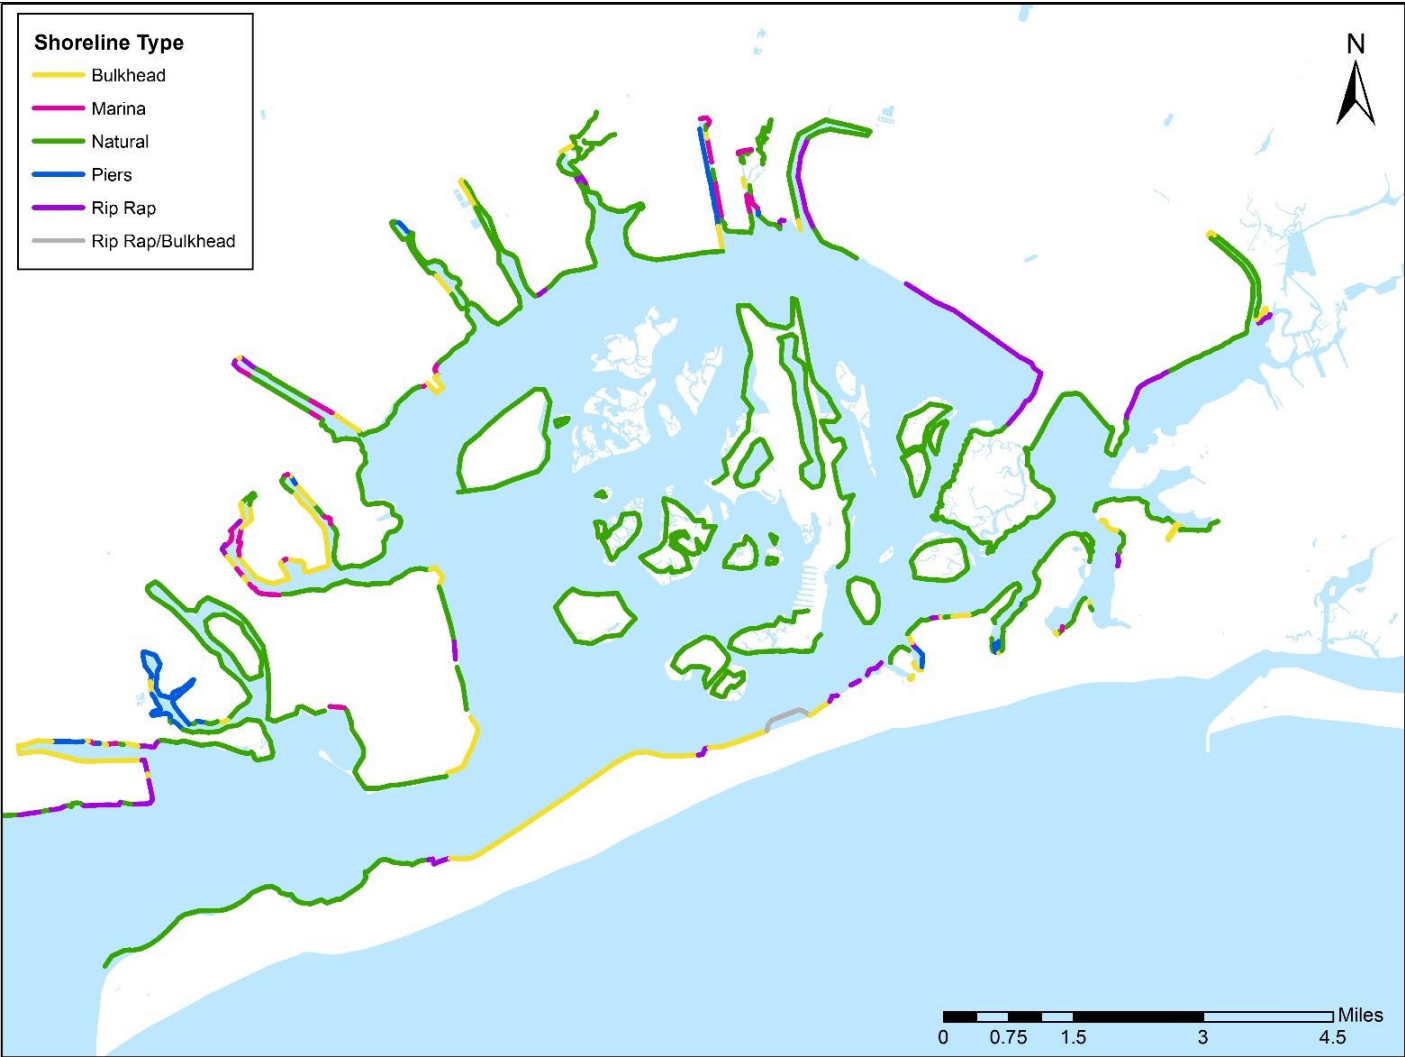 Shoreline Type
Bulkhead
Marina
Natural
Piers
Rip Rap
Rip Rap/Bulkhead
N
Miles
0 0.75 1.5 3 4.5